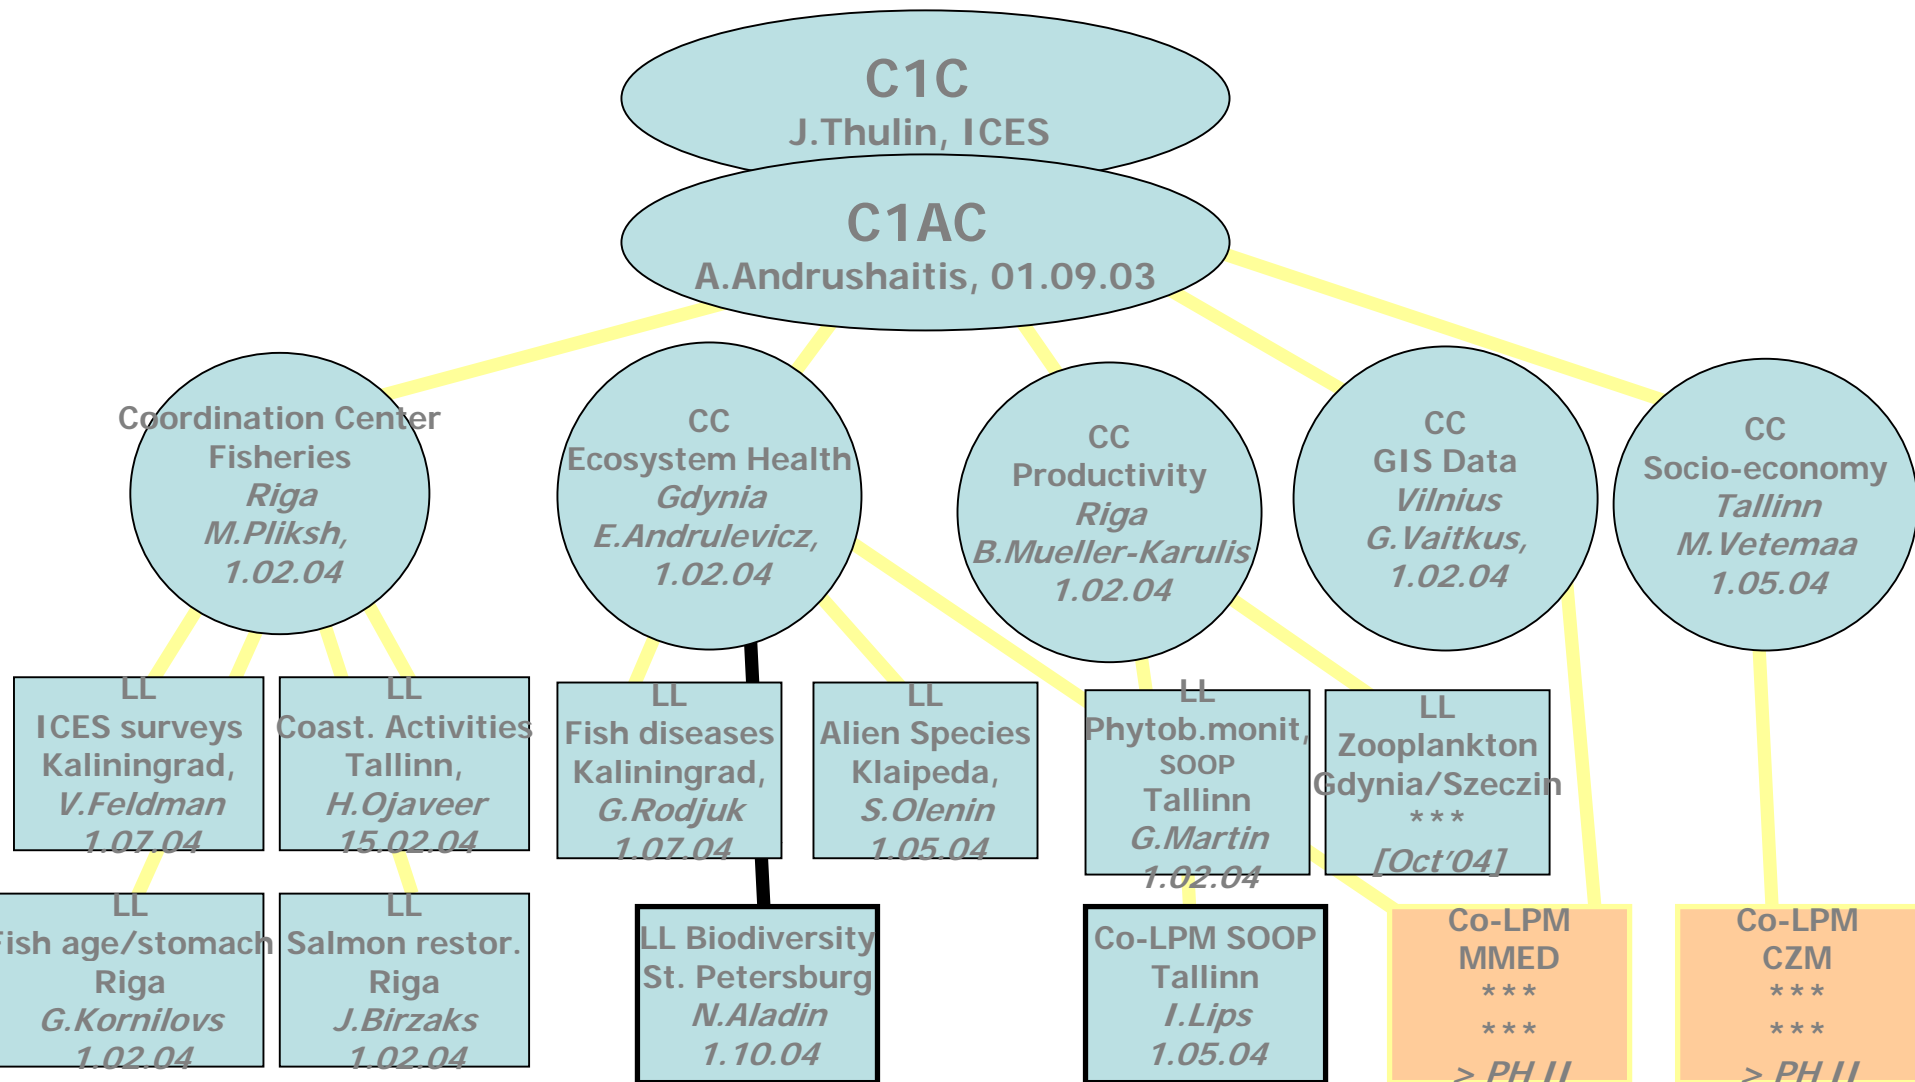 C1C
J.Thulin, ICES
C1AC
A.Andrushaitis, 01.09.03
Coordination Center
Fisheries
Riga
M.Pliksh,
1.02.04
CC
Ecosystem Health
Gdynia
E.Andrulevicz,
1.02.04
CC
Productivity
Riga
B.Mueller-Karulis
1.02.04
CC
GIS Data
Vilnius
G.Vaitkus,
1.02.04
CC
Socio-economy
Tallinn
M.Vetemaa
1.05.04
LL
ICES surveys
Kaliningrad,
V.Feldman
1.07.04
LL
Coast. Activities
Tallinn,
H.Ojaveer
15.02.04
LL
Fish diseases
Kaliningrad,
G.Rodjuk
1.07.04
LL
Alien Species
Klaipeda,
S.Olenin
1.05.04
LL
Phytob.monit,
SOOP
Tallinn
G.Martin
1.02.04
LL
Zooplankton
Gdynia/Szeczin
***
[Oct'04]
LL
Fish age/stomach
Riga
G.Kornilovs
1.02.04
LL
Salmon restor.
Riga
J.Birzaks
1.02.04
LL Biodiversity
St. Petersburg
N.Aladin
1.10.04
Co-LPM SOOP
Tallinn
I.Lips
1.05.04
Co-LPM
MMED
***
***
> PH II
Co-LPM
CZM
***
***
> PH II